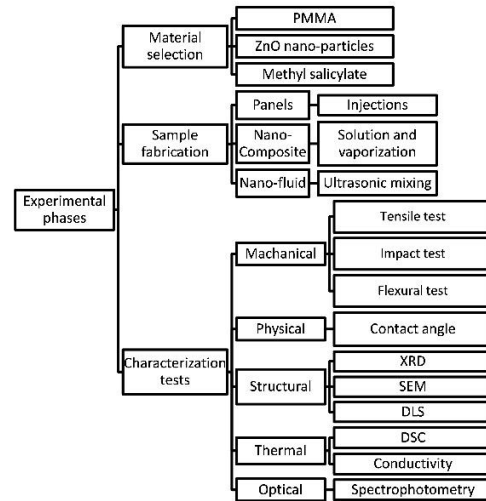 Experimental
phases
Material
selection
PMMA
ZnO nano-particles
Methyl salicylate
Sample
fabrication
Panels
Injections
Nano-
Composite
Solution and
vaporization
Nano-fluid
Ultrasonic mixing
Characterization
tests
Machanical
Tensile test
Impact test
Flexural test
Physical
Contact angle
Structural
XRD
SEM
DLS
Thermal
DSC
Conductivity
Optical
Spectrophotometry